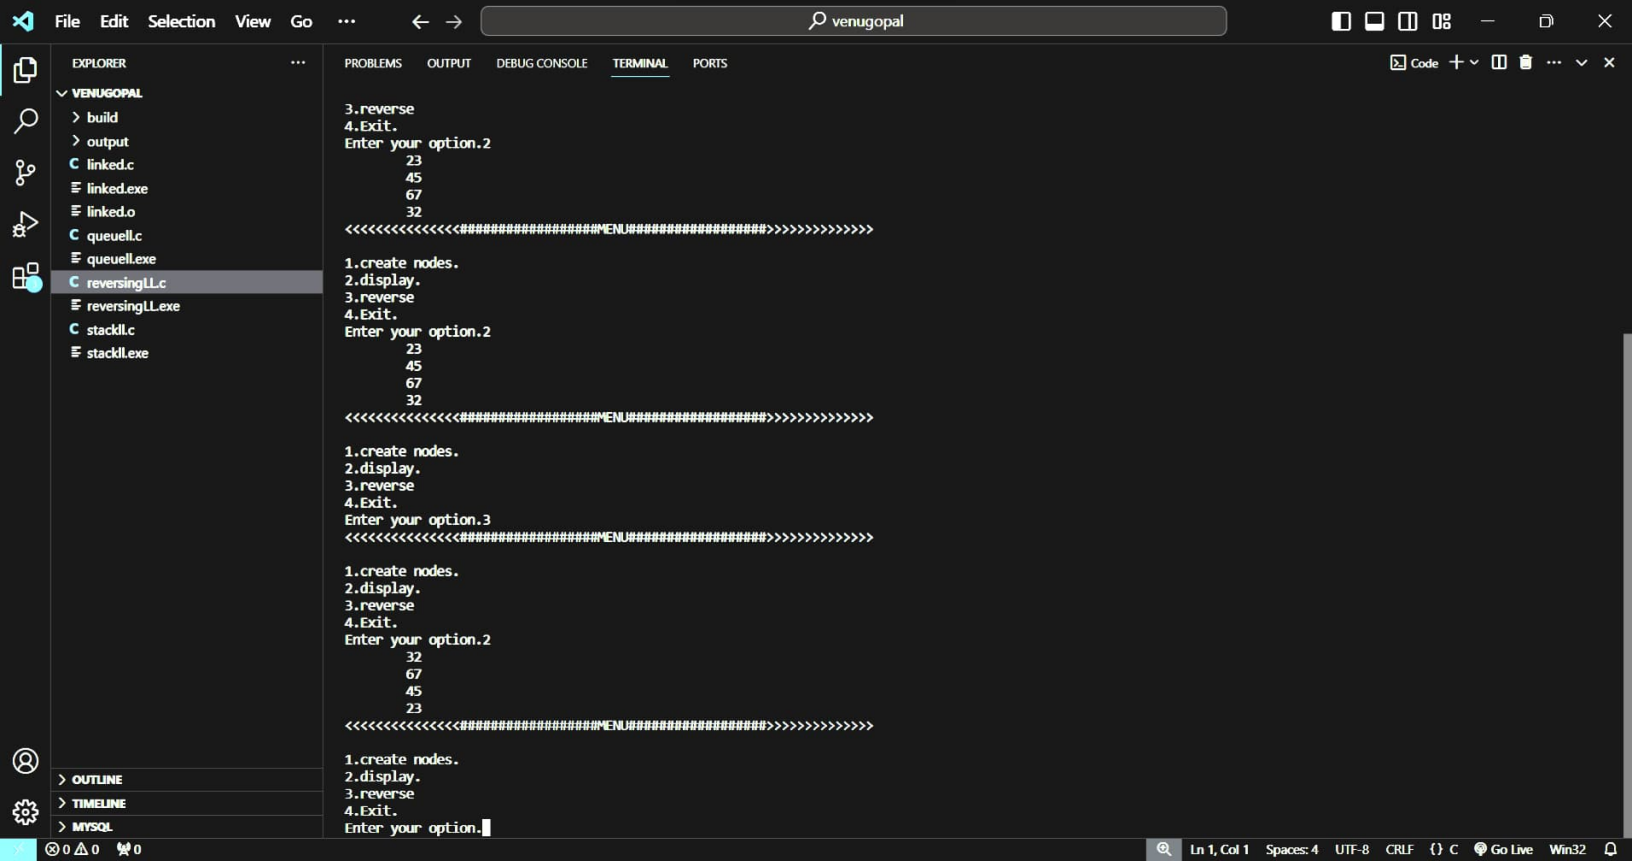 File Edit Selection View Go ··· ← → venugopal
EXPLORER ···
VENUGOPAL
build
output
C linked.c
linked.exe
linked.o
C queuell.c
queuell.exe
C reversingLL.c
reversingLL.exe
C stackll.c
stackll.exe
OUTLINE
TIMELINE
MYSQL
PROBLEMS OUTPUT DEBUG CONSOLE TERMINAL PORTS
Code
3.reverse
4.Exit.
Enter your option.2
23
45
67
32
<<<<<<<<<<<<<<<##################MENU##################>>>>>>>>>>>>>>
1.create nodes.
2.display.
3.reverse
4.Exit.
Enter your option.2
23
45
67
32
<<<<<<<<<<<<<<<##################MENU##################>>>>>>>>>>>>>>
1.create nodes.
2.display.
3.reverse
4.Exit.
Enter your option.3
<<<<<<<<<<<<<<<##################MENU##################>>>>>>>>>>>>>>
1.create nodes.
2.display.
3.reverse
4.Exit.
Enter your option.2
32
67
45
23
<<<<<<<<<<<<<<<##################MENU##################>>>>>>>>>>>>>>
1.create nodes.
2.display.
3.reverse
4.Exit.
Enter your option.
0 0 0 Ln 1, Col 1 Spaces: 4 UTF-8 CRLF {} C Go Live Win32